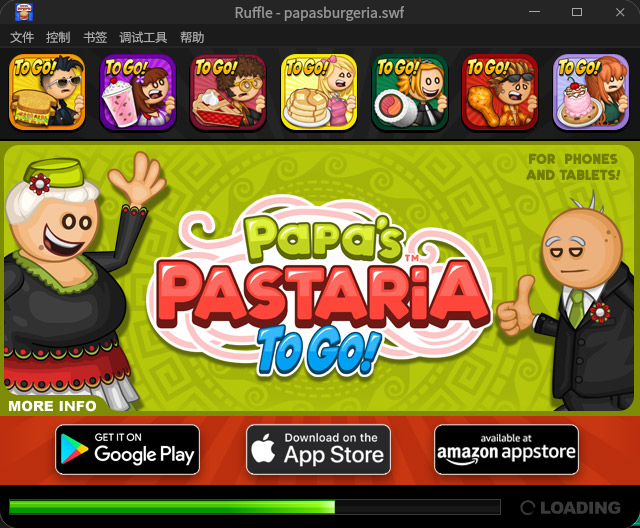 Ruffle - papasburgeria.swf
文件 控制 书签 调试工具 帮助
TO GO! TO GO! TO GO! TO GO! TO GO! TO GO! TO GO!
FOR PHONES
AND TABLETS!
Papa's
TM
PASTARiA
TO GO!
MORE INFO
GET IT ON
Google Play
Download on the
App Store
available at
amazon appstore
LOADING